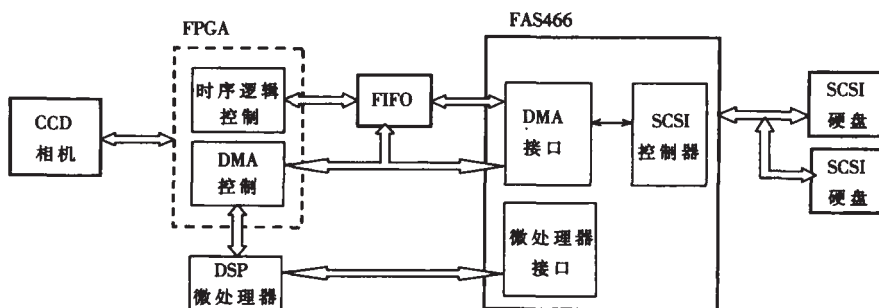 FPGA
FAS466
CCD
相机
时序逻辑
控制
DMA
控制
FIFO
DMA
接口
SCSI
控制器
微处理器
接口
DSP
微处理器
SCSI
硬盘
SCSI
硬盘